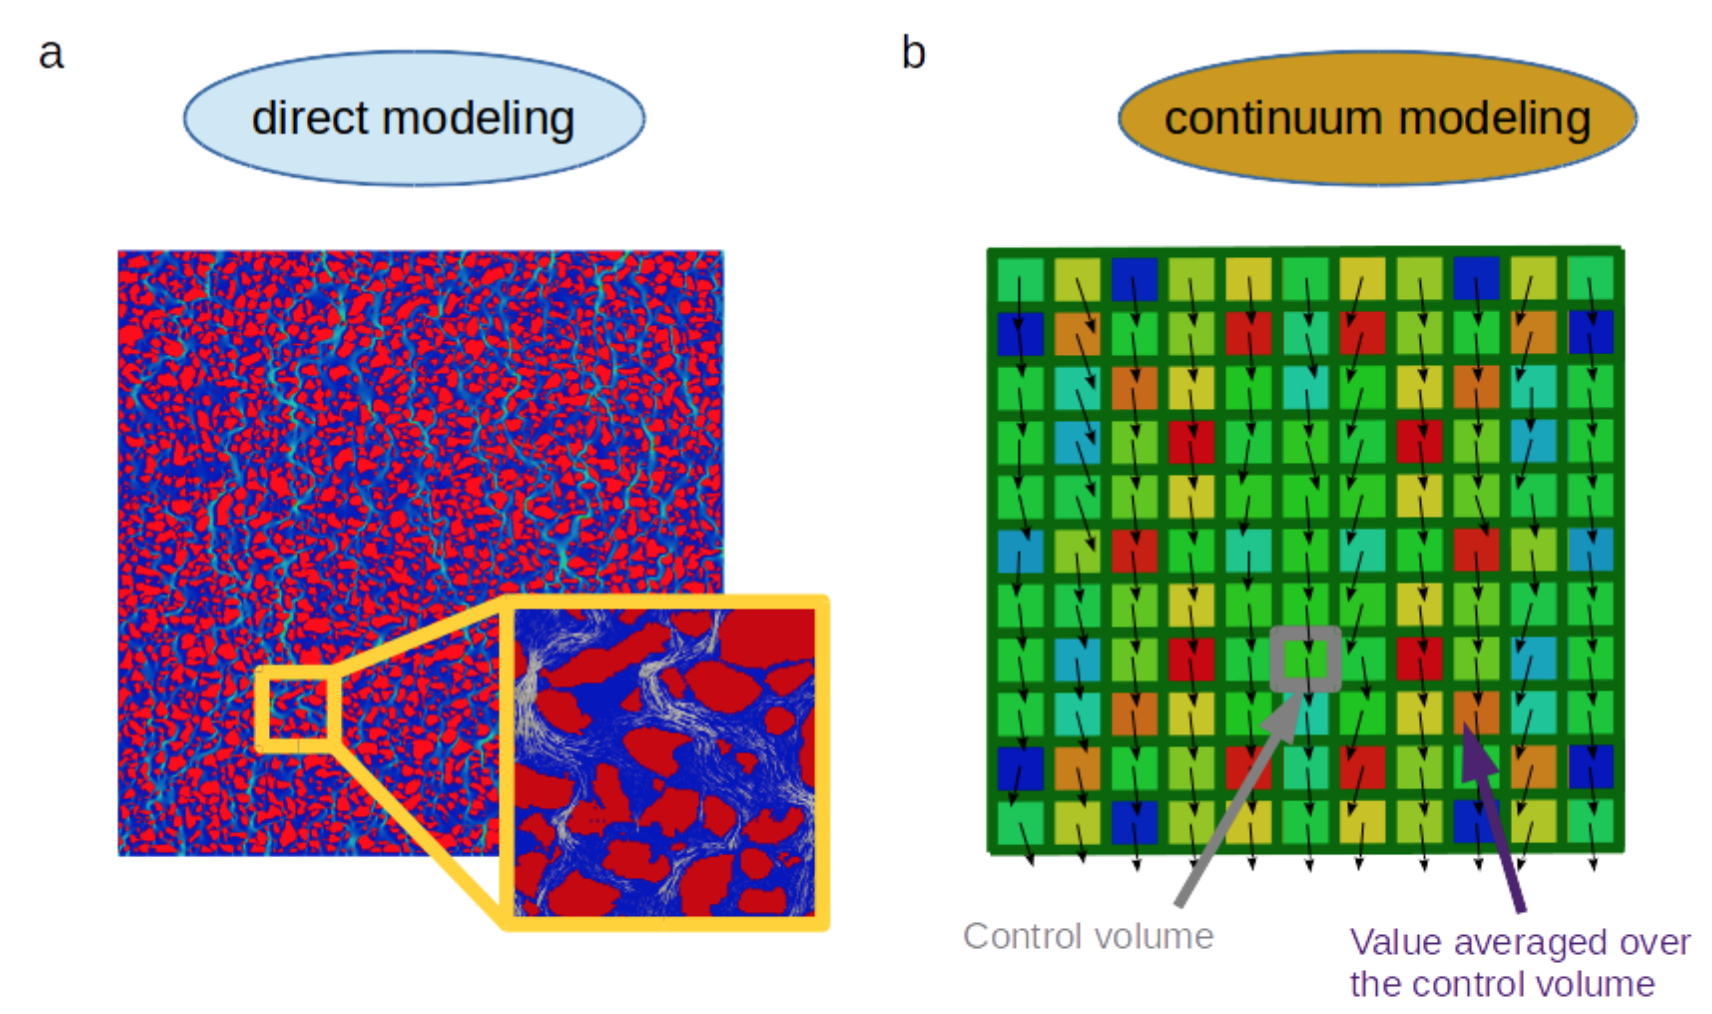 a
direct modeling
b
continuum modeling
Control volume
Value averaged over
the control volume